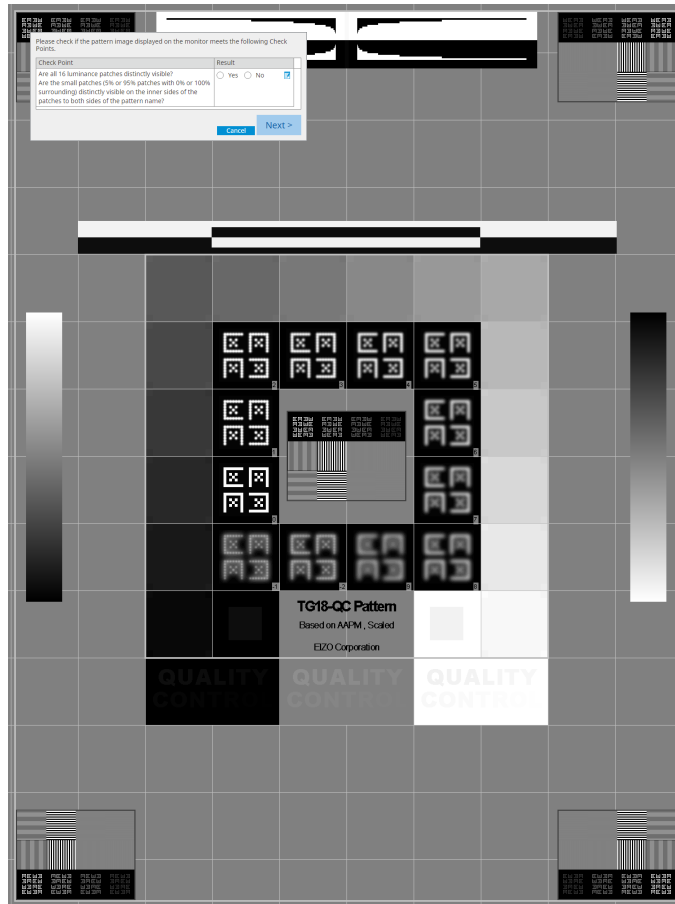 Please check if the pattern image displayed on the monitor meets the following Check
Points.
Check Point Result
Are all 16 luminance patches distinctly visible?
Are the small patches (5% or 95% patches with 0% or 100%
surrounding) distinctly visible on the inner sides of the
patches to both sides of the pattern name?
Yes No
Cancel Next >
TG18-QC Pattern
Based on AAPM , Scaled
EIZO Corporation
QUALITY QUALITY QUALITY
CONTRO CONTRO CONTRO